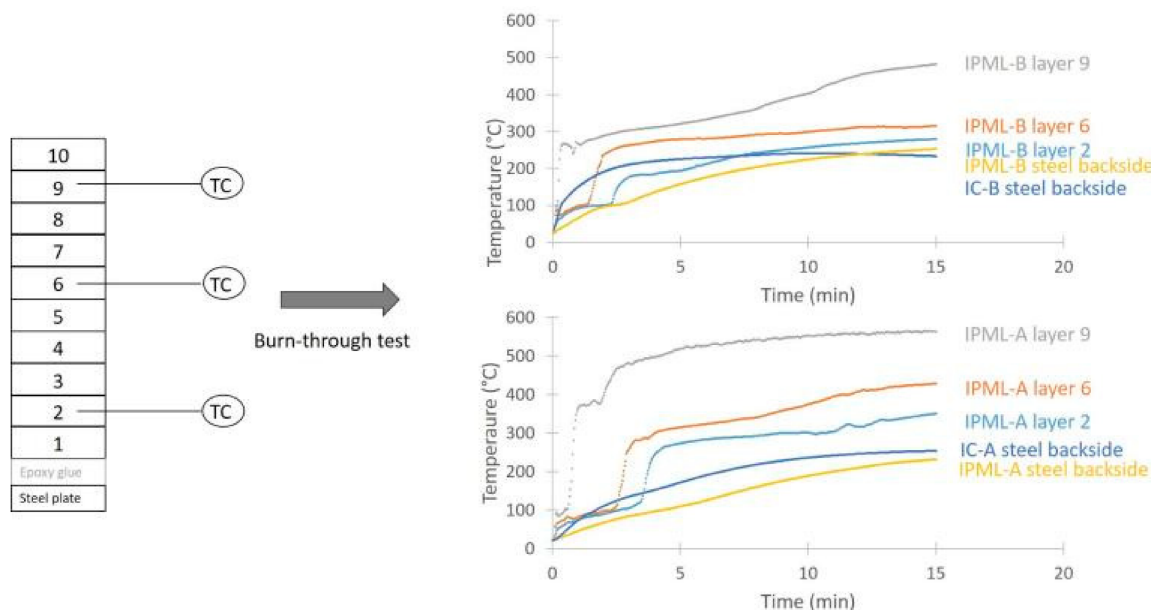 10
9
8
7
6
5
4
3
2
1
Epoxy glue
Steel plate
TC
TC
TC
Burn-through test
Temperature (°C)
600
500
400
300
200
100
0
0 5 10 15 20
Time (min)
IPML-B layer 9
IPML-B layer 6
IPML-B layer 2
IPML-B steel backside
IC-B steel backside
Temperaure (°C)
600
500
400
300
200
100
0
0 5 10 15 20
Time (min)
IPML-A layer 9
IPML-A layer 6
IPML-A layer 2
IC-A steel backside
IPML-A steel backside